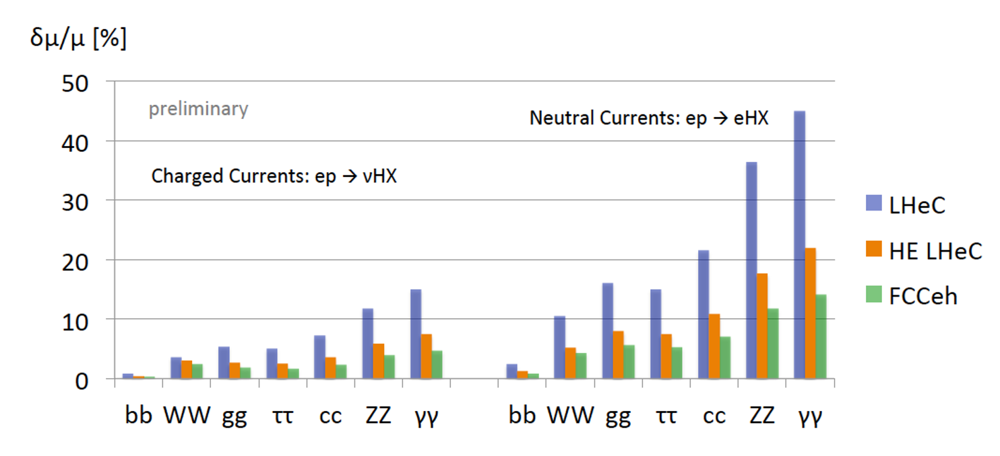 δμ/μ [%]
50
preliminary
Neutral Currents: ep → eHX
40
Charged Currents: ep → νHX
30
LHeC
HE LHeC
20
FCCeh
10
0
bb WW gg ττ cc ZZ γγ bb WW gg ττ cc ZZ γγ